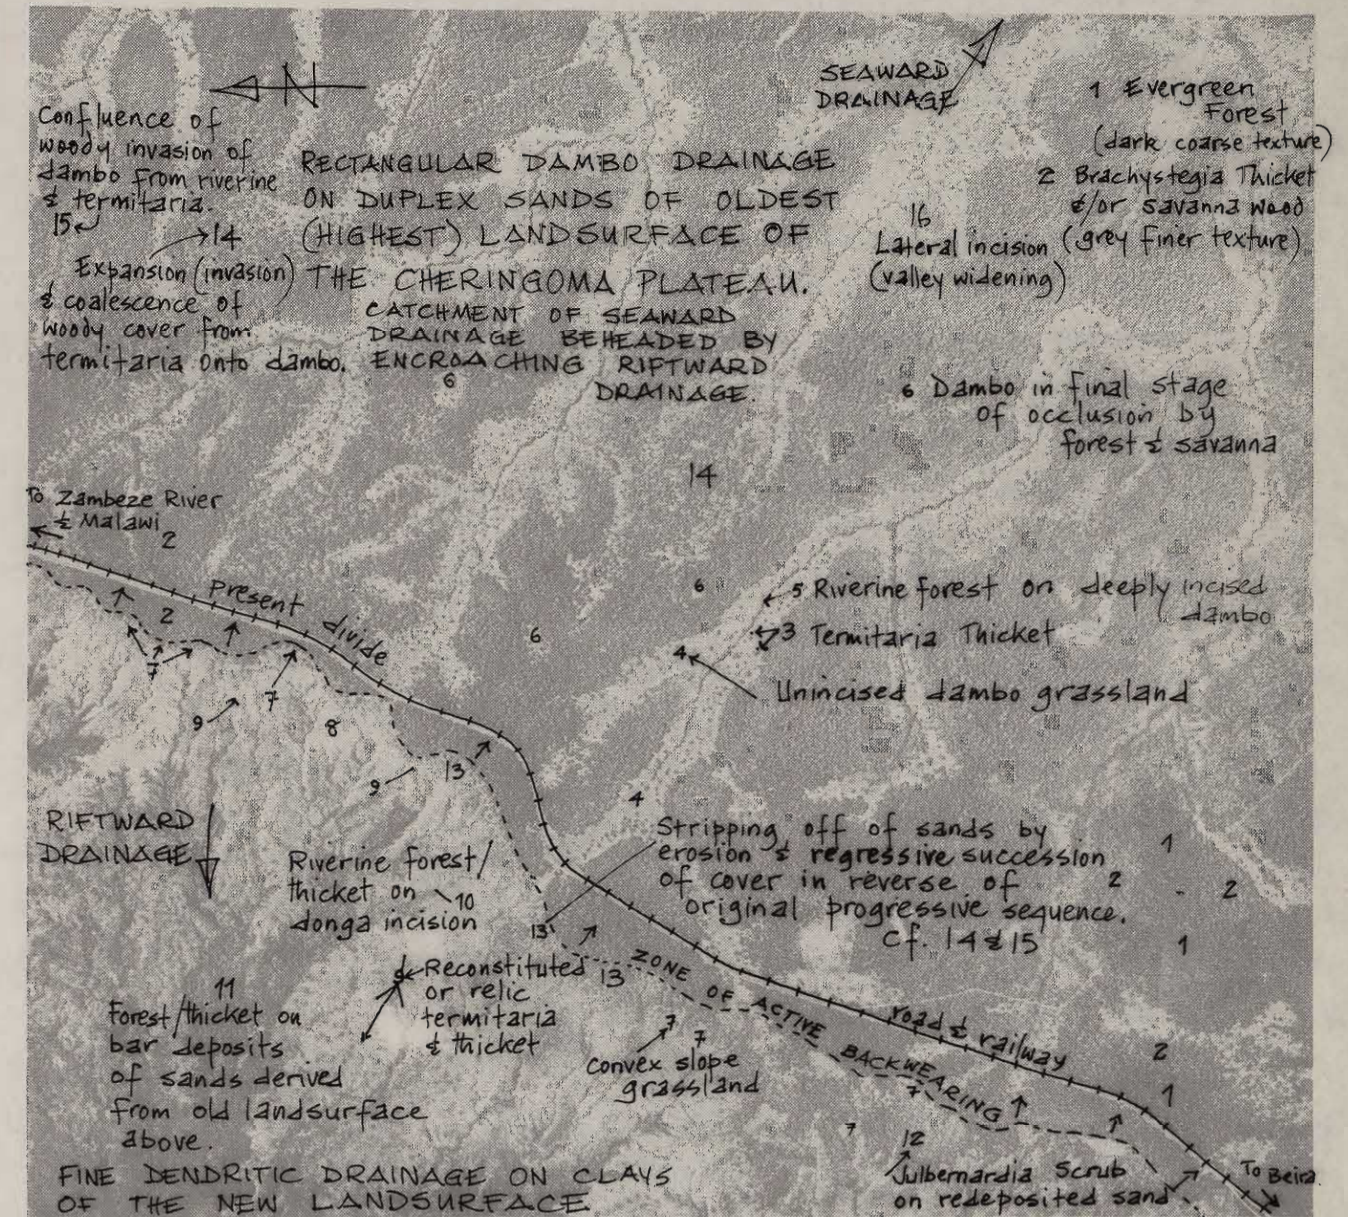 N
SEAWARD
DRAINAGE
1 Evergreen
Forest
(dark coarse texture)
2 Brachystegia Thicket
&/or savanna wood
(grey finer texture)
Confluence of
woody invasion of
dambo from riverine
& termitaria.
15
14
Expansion (invasion)
& coalescence of
woody cover from
termitaria onto dambo.
RECTANGULAR DAMBO DRAINAGE
ON DUPLEX SANDS OF OLDEST
(HIGHEST) LANDSURFACE OF
THE CHERINGOMA PLATEAU.
CATCHMENT OF SEAWARD
DRAINAGE BEHEADED BY
ENCROACHING RIFTWARD
DRAINAGE.
6
16
Lateral incision
(valley widening)
6 Dambo in final stage
of occlusion by
forest & savanna
14
To Zambeze River
& Malawi
2
2
Present divide
6
6
5 Riverine forest on deeply incised
dambo
3 Termitaria Thicket
4
Unincised dambo grassland
7
7
9
8
9
13
4
RIFTWARD
DRAINAGE
Riverine forest/
thicket on 10
donga incision
Stripping off of sands by
erosion & regressive succession
of cover in reverse of
original progressive sequence.
cf. 14 & 15
1
2
2
1
13
13
Reconstituted
or relic
termitaria
& thicket
11
Forest/thicket on
bar deposits
of sands derived
from old landsurface
above.
ZONE OF ACTIVE BACKWEARING
road & railway
7
7
Convex slope
grassland
2
1
7
7
12
Julbernardia Scrub
on redeposited sand
To Beira
FINE DENDRITIC DRAINAGE ON CLAYS
OF THE NEW LANDSURFACE